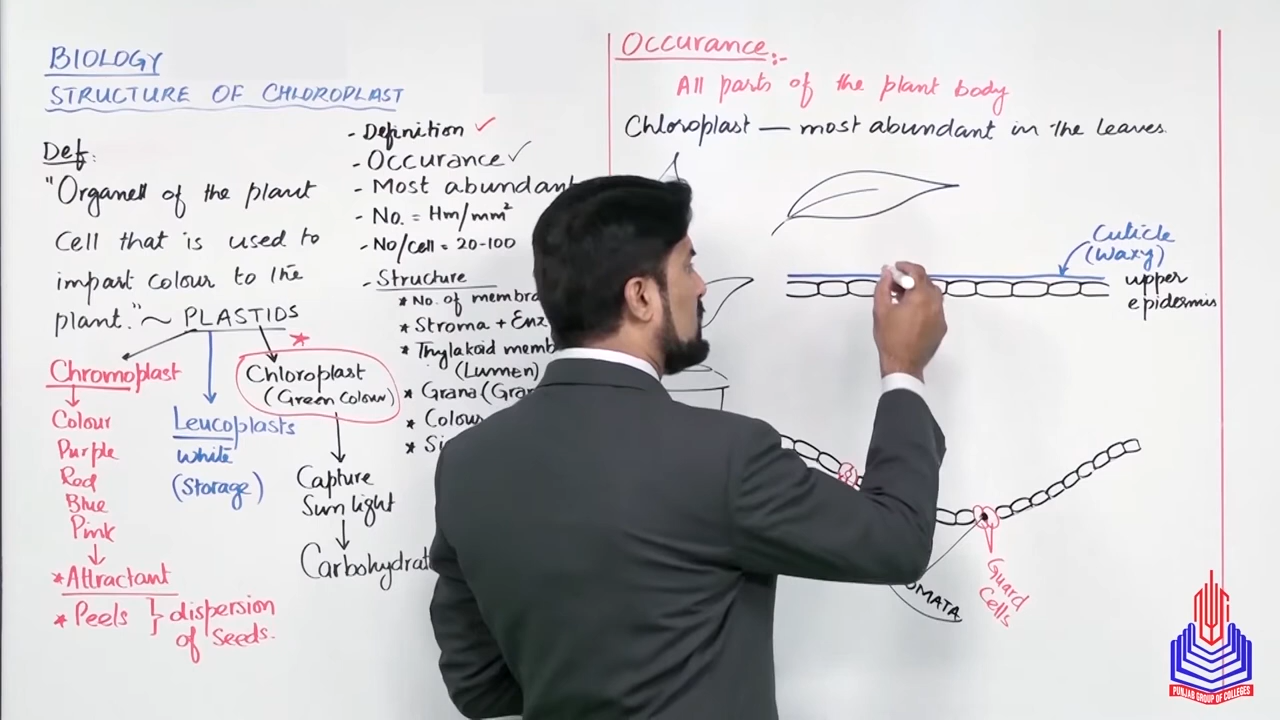 BIOLOGY
STRUCTURE OF CHLOROPLAST
Def:
"Organell of the plant
Cell that is used to
impart colour to the
plant."~ PLASTIDS
Chromoplast
Colour
Purple
Red
Blue
Pink
*Attractant
* Peels } dispersion
of seeds.
Leucoplasts
White
(Storage)
Chloroplast
(Green Colour)
Capture
Sun light
Carbohydrat
- Definition ✓
- Occurance ✓
- Most abundant
- No. = Hm/mm²
- No/cell = 20-100
- Structure
* No. of membra
* Stroma + Enz
* Thylakoid memb
(Lumen)
* Grana (Gra
* Colou
* Si
Occurance:-
All parts of the plant body
Chloroplast — most abundant in the leaves.
Cuticle
(Waxy)
upper
epidermis
Guard
Cells
OMATA
PUNJAB GROUP OF COLLEGES